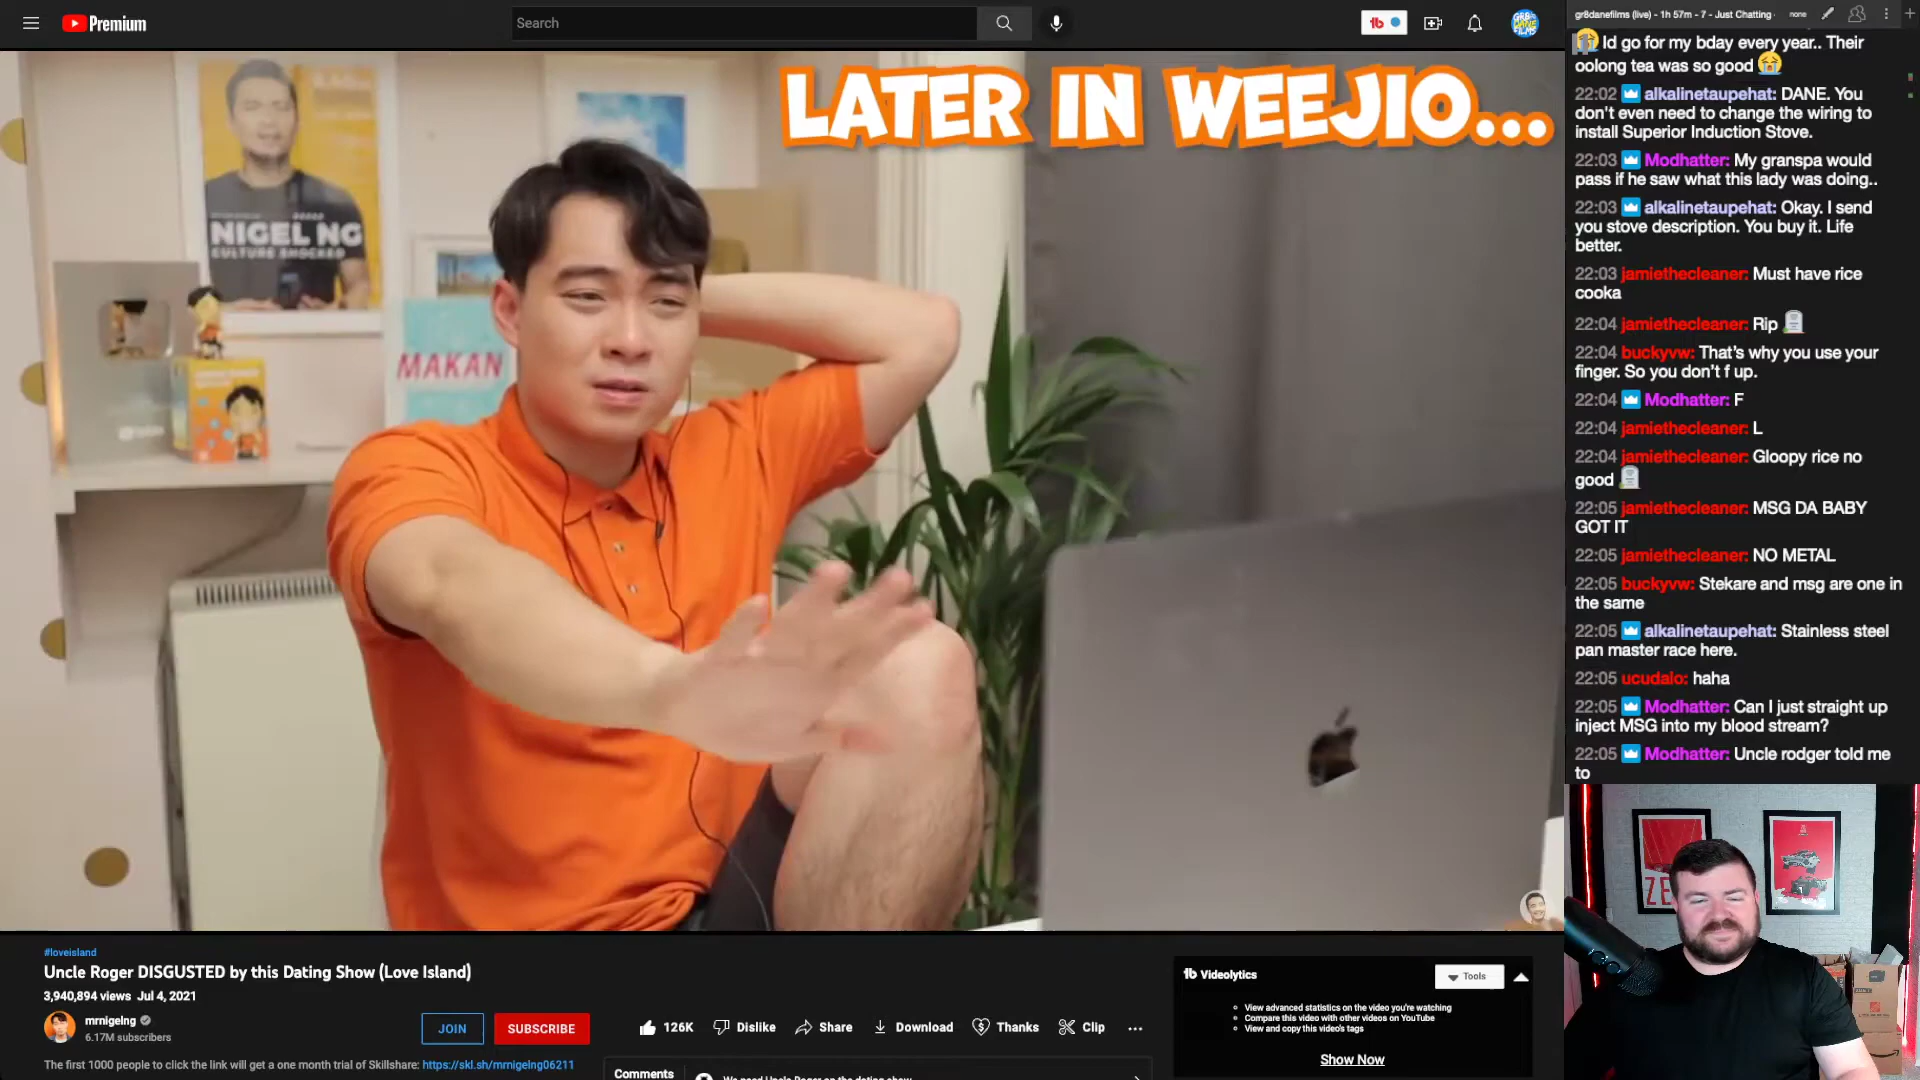 Premium
Search
LATER IN WEEJIO...
NIGEL NG
CULTURE SHOCKED
MAKAN
#loveisland
Uncle Roger DISGUSTED by this Dating Show (Love Island)
3,940,894 views Jul 4, 2021
mrnigelng
6.17M subscribers
JOIN
SUBSCRIBE
126K
Dislike
Share
Download
Thanks
Clip
The first 1000 people to click the link will get a one month trial of Skillshare: https://skl.sh/mrnigelng06211
Comments
We need Uncle Roger on the dating show
tb Videolytics
Tools
View advanced statistics on the video you're watching
Compare this video with other videos on YouTube
View and copy this video's tags
Show Now
gr8danefilms (live) - 1h 57m - 7 - Just Chatting
none
Id go for my bday every year.. Their
oolong tea was so good
22:02 alkalinetaupehat: DANE. You
don't even need to change the wiring to
install Superior Induction Stove.
22:03 Modhatter: My granspa would
pass if he saw what this lady was doing..
22:03 alkalinetaupehat: Okay. I send
you stove description. You buy it. Life
better.
22:03 jamiethecleaner: Must have rice
cooka
22:04 jamiethecleaner: Rip
22:04 buckyvw: That's why you use your
finger. So you don't f up.
22:04 Modhatter: F
22:04 jamiethecleaner: L
22:04 jamiethecleaner: Gloopy rice no
good
22:05 jamiethecleaner: MSG DA BABY
GOT IT
22:05 jamiethecleaner: NO METAL
22:05 buckyvw: Stekare and msg are one in
the same
22:05 alkalinetaupehat: Stainless steel
pan master race here.
22:05 ucudalo: haha
22:05 Modhatter: Can I just straight up
inject MSG into my blood stream?
22:05 Modhatter: Uncle rodger told me
to